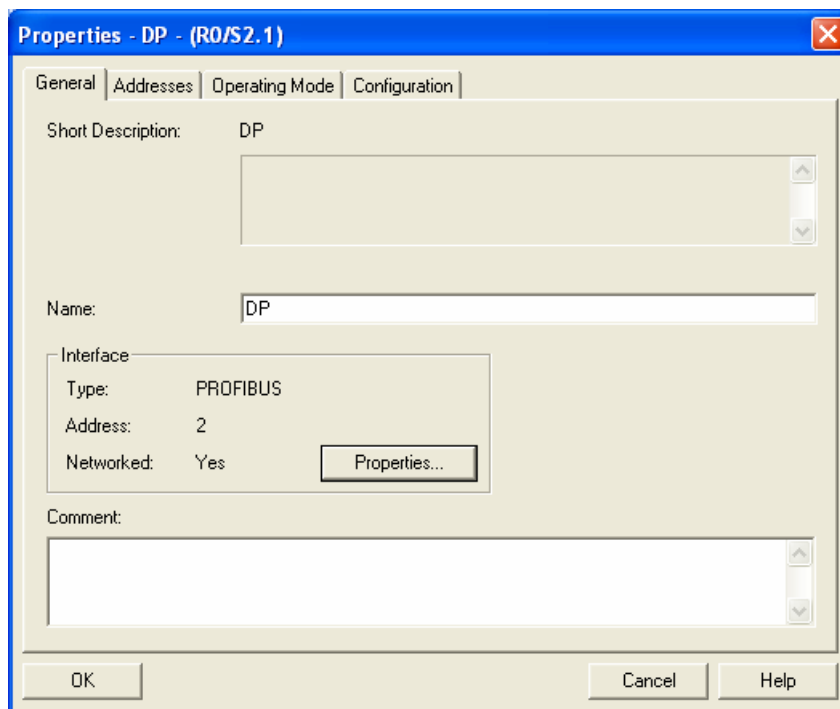 Properties - DP - (R0/S2.1)
General Addresses Operating Mode Configuration
Short Description: DP
Name: DP
Interface
Type: PROFIBUS
Address: 2
Networked: Yes Properties...
Comment:
OK Cancel Help